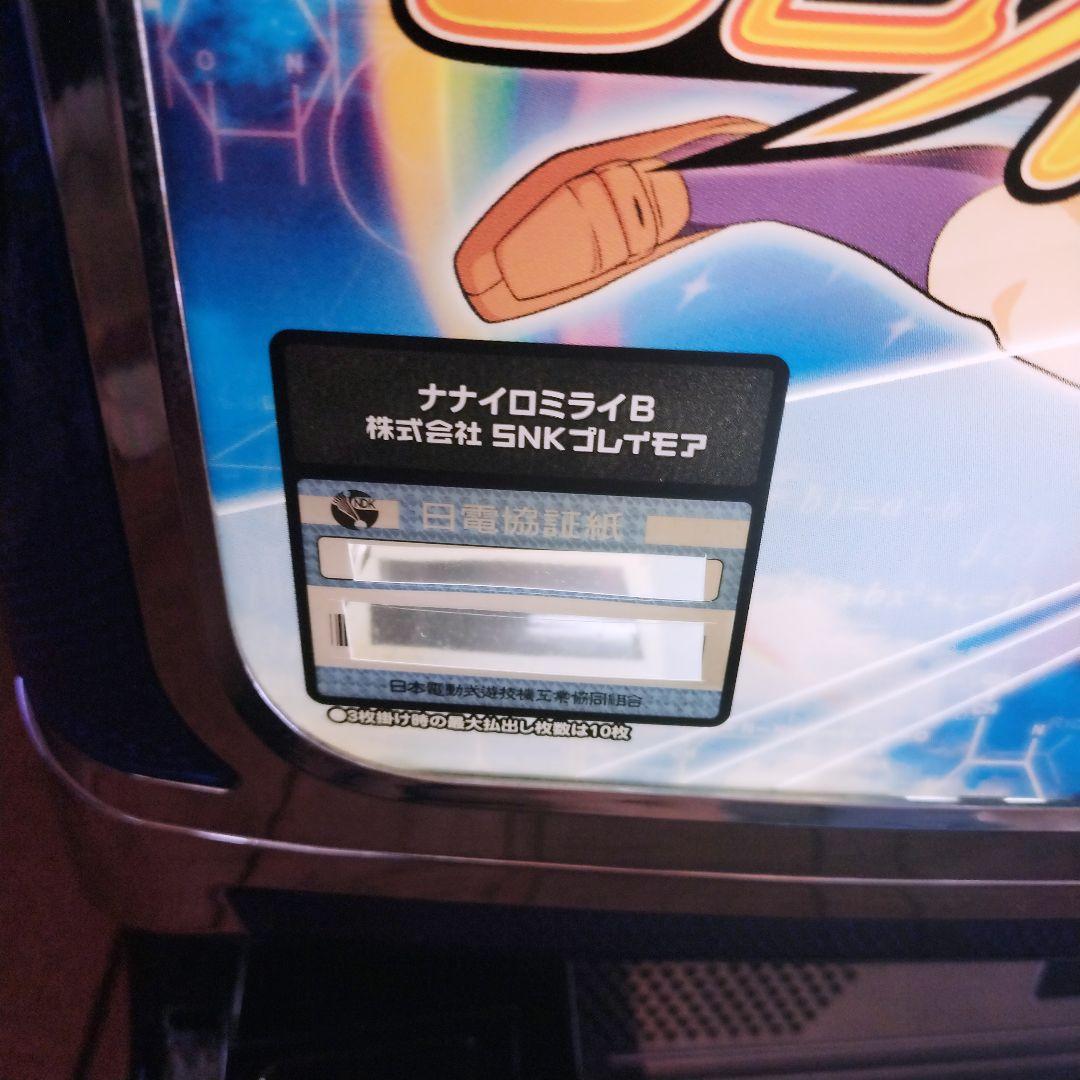 O N
ナナイロミライB
株式会社 SNKプレイモア
NDK
日電協証紙
日本電動式遊技機工業協同組合
●3枚掛け時の最大払出し枚数は10枚
N